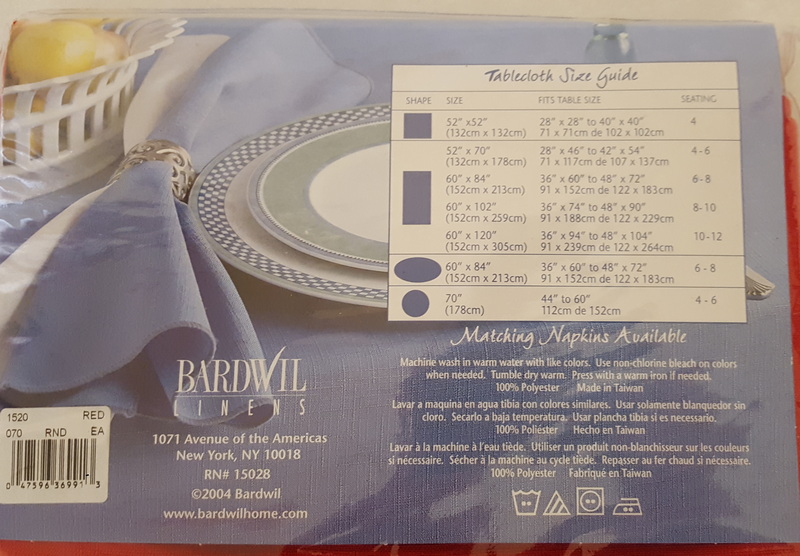 Tablecloth Size Guide
SHAPE SIZE FITS TABLE SIZE SEATING
52" x52" 28" x 28" to 40" x 40" 4
(132cm x 132cm) 71 x 71cm de 102 x 102cm
52" x 70" 28" x 46" to 42" x 54" 4-6
(132cm x 178cm) 71 x 117cm de 107 x 137cm
60" x 84" 36" x 60" to 48" x 72" 6-8
(152cm x 213cm) 91 x 152cm de 122 x 183cm
60" x 102" 36" x 74" to 48" x 90" 8-10
(152cm x 259cm) 91 x 188cm de 122 x 229cm
60" x 120" 36" x 94" to 48" x 104" 10-12
(152cm x 305cm) 91 x 239cm de 122 x 264cm
60" x 84" 36" x 60" to 48" x 72" 6 - 8
(152cm x 213cm) 91 x 152cm de 122 x 183cm
70" 44" to 60" 4 - 6
(178cm) 112cm de 152cm
Matching Napkins Available
Machine wash in warm water with like colors. Use non-chlorine bleach on colors
when needed. Tumble dry warm. Press with a warm iron if needed.
100% Polyester Made in Taiwan
Lavar a maquina en agua tibia con colores similares. Usar solamente blanquedor sin
cloro. Secarlo a baja temperatura. Usar plancha tibia si es necesario.
100% Poliéster Hecho en Taiwan
Lavar à la machine à l'eau tiède. Utiliser un produit non-blanchisseur sur les couleurs
si nécessaire. Sécher à la machine au cycle tiède. Repasser au fer chaud si nécessaire.
100% Polyester Fabriqué en Taiwan
BARDWIL
LINENS
1071 Avenue of the Americas
New York, NY 10018
RN# 15028
©2004 Bardwil
www.bardwilhome.com
1520 RED
070 RND EA
0 47596 36991 3